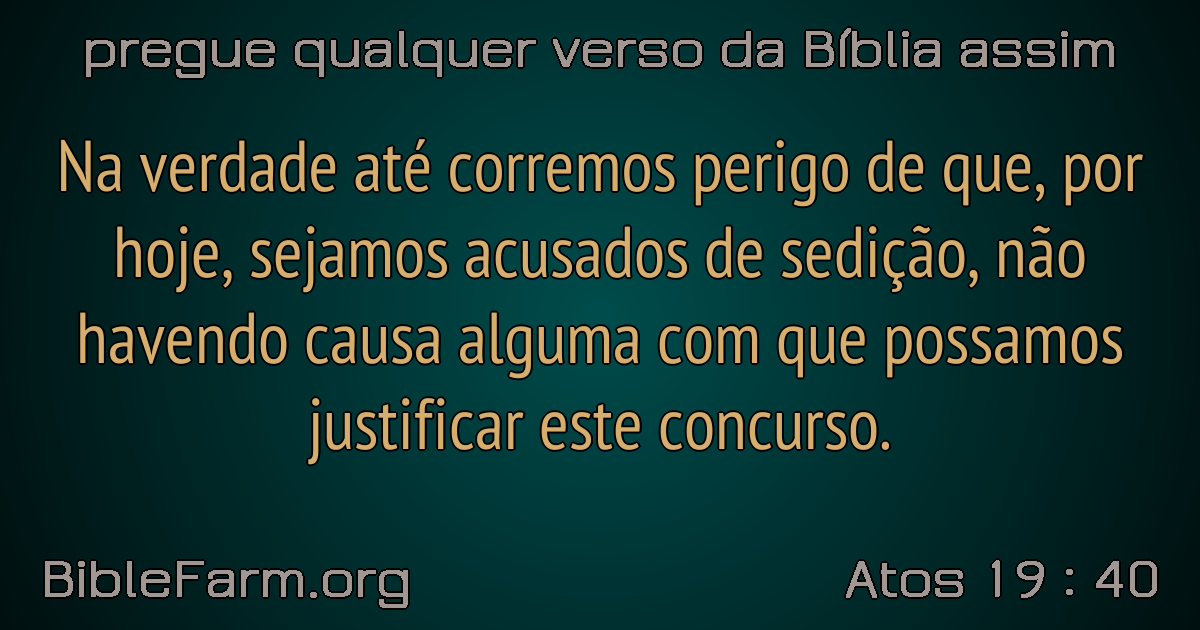 pregue qualquer verso da Bíblia assim
Na verdade até corremos perigo de que, por
hoje, sejamos acusados de sedição, não
havendo causa alguma com que possamos
justificar este concurso.
BibleFarm.org
Atos 19 : 40